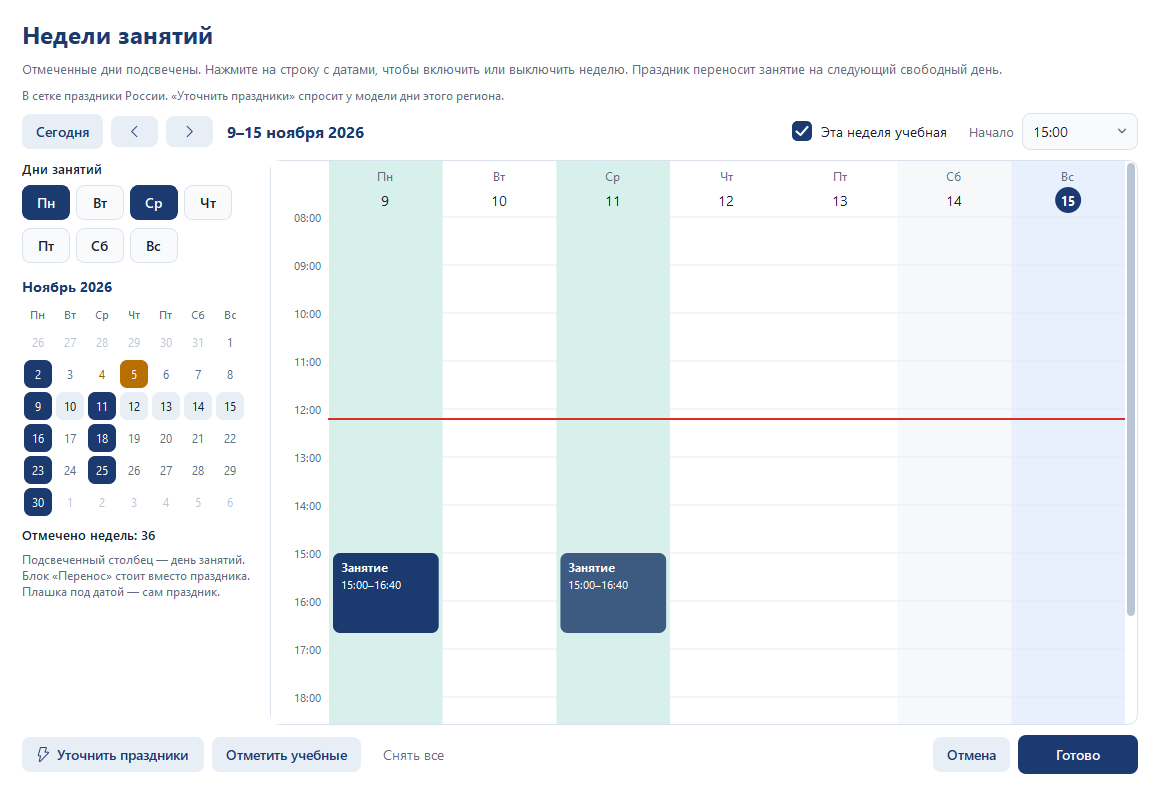 Недели занятий
Отмеченные дни подсвечены. Нажмите на строку с датами, чтобы включить или выключить неделю. Праздник переносит занятие на следующий свободный день.
В сетке праздники России. «Уточнить праздники» спросит у модели дни этого региона.
Сегодня 9–15 ноября 2026 Эта неделя учебная Начало 15:00
Дни занятий
Пн Вт Ср Чт
Пт Сб Вс
Ноябрь 2026
Пн Вт Ср Чт Пт Сб Вс
26 27 28 29 30 31 1
2 3 4 5 6 7 8
9 10 11 12 13 14 15
16 17 18 19 20 21 22
23 24 25 26 27 28 29
30 1 2 3 4 5 6
Отмечено недель: 36
Подсвеченный столбец — день занятий.
Блок «Перенос» стоит вместо праздника.
Плашка под датой — сам праздник.
Пн Вт Ср Чт Пт Сб Вс
9 10 11 12 13 14 15
08:00
09:00
10:00
11:00
12:00
13:00
14:00
15:00
Занятие Занятие
15:00–16:40 15:00–16:40
16:00
17:00
18:00
Уточнить праздники Отметить учебные Снять все Отмена Готово